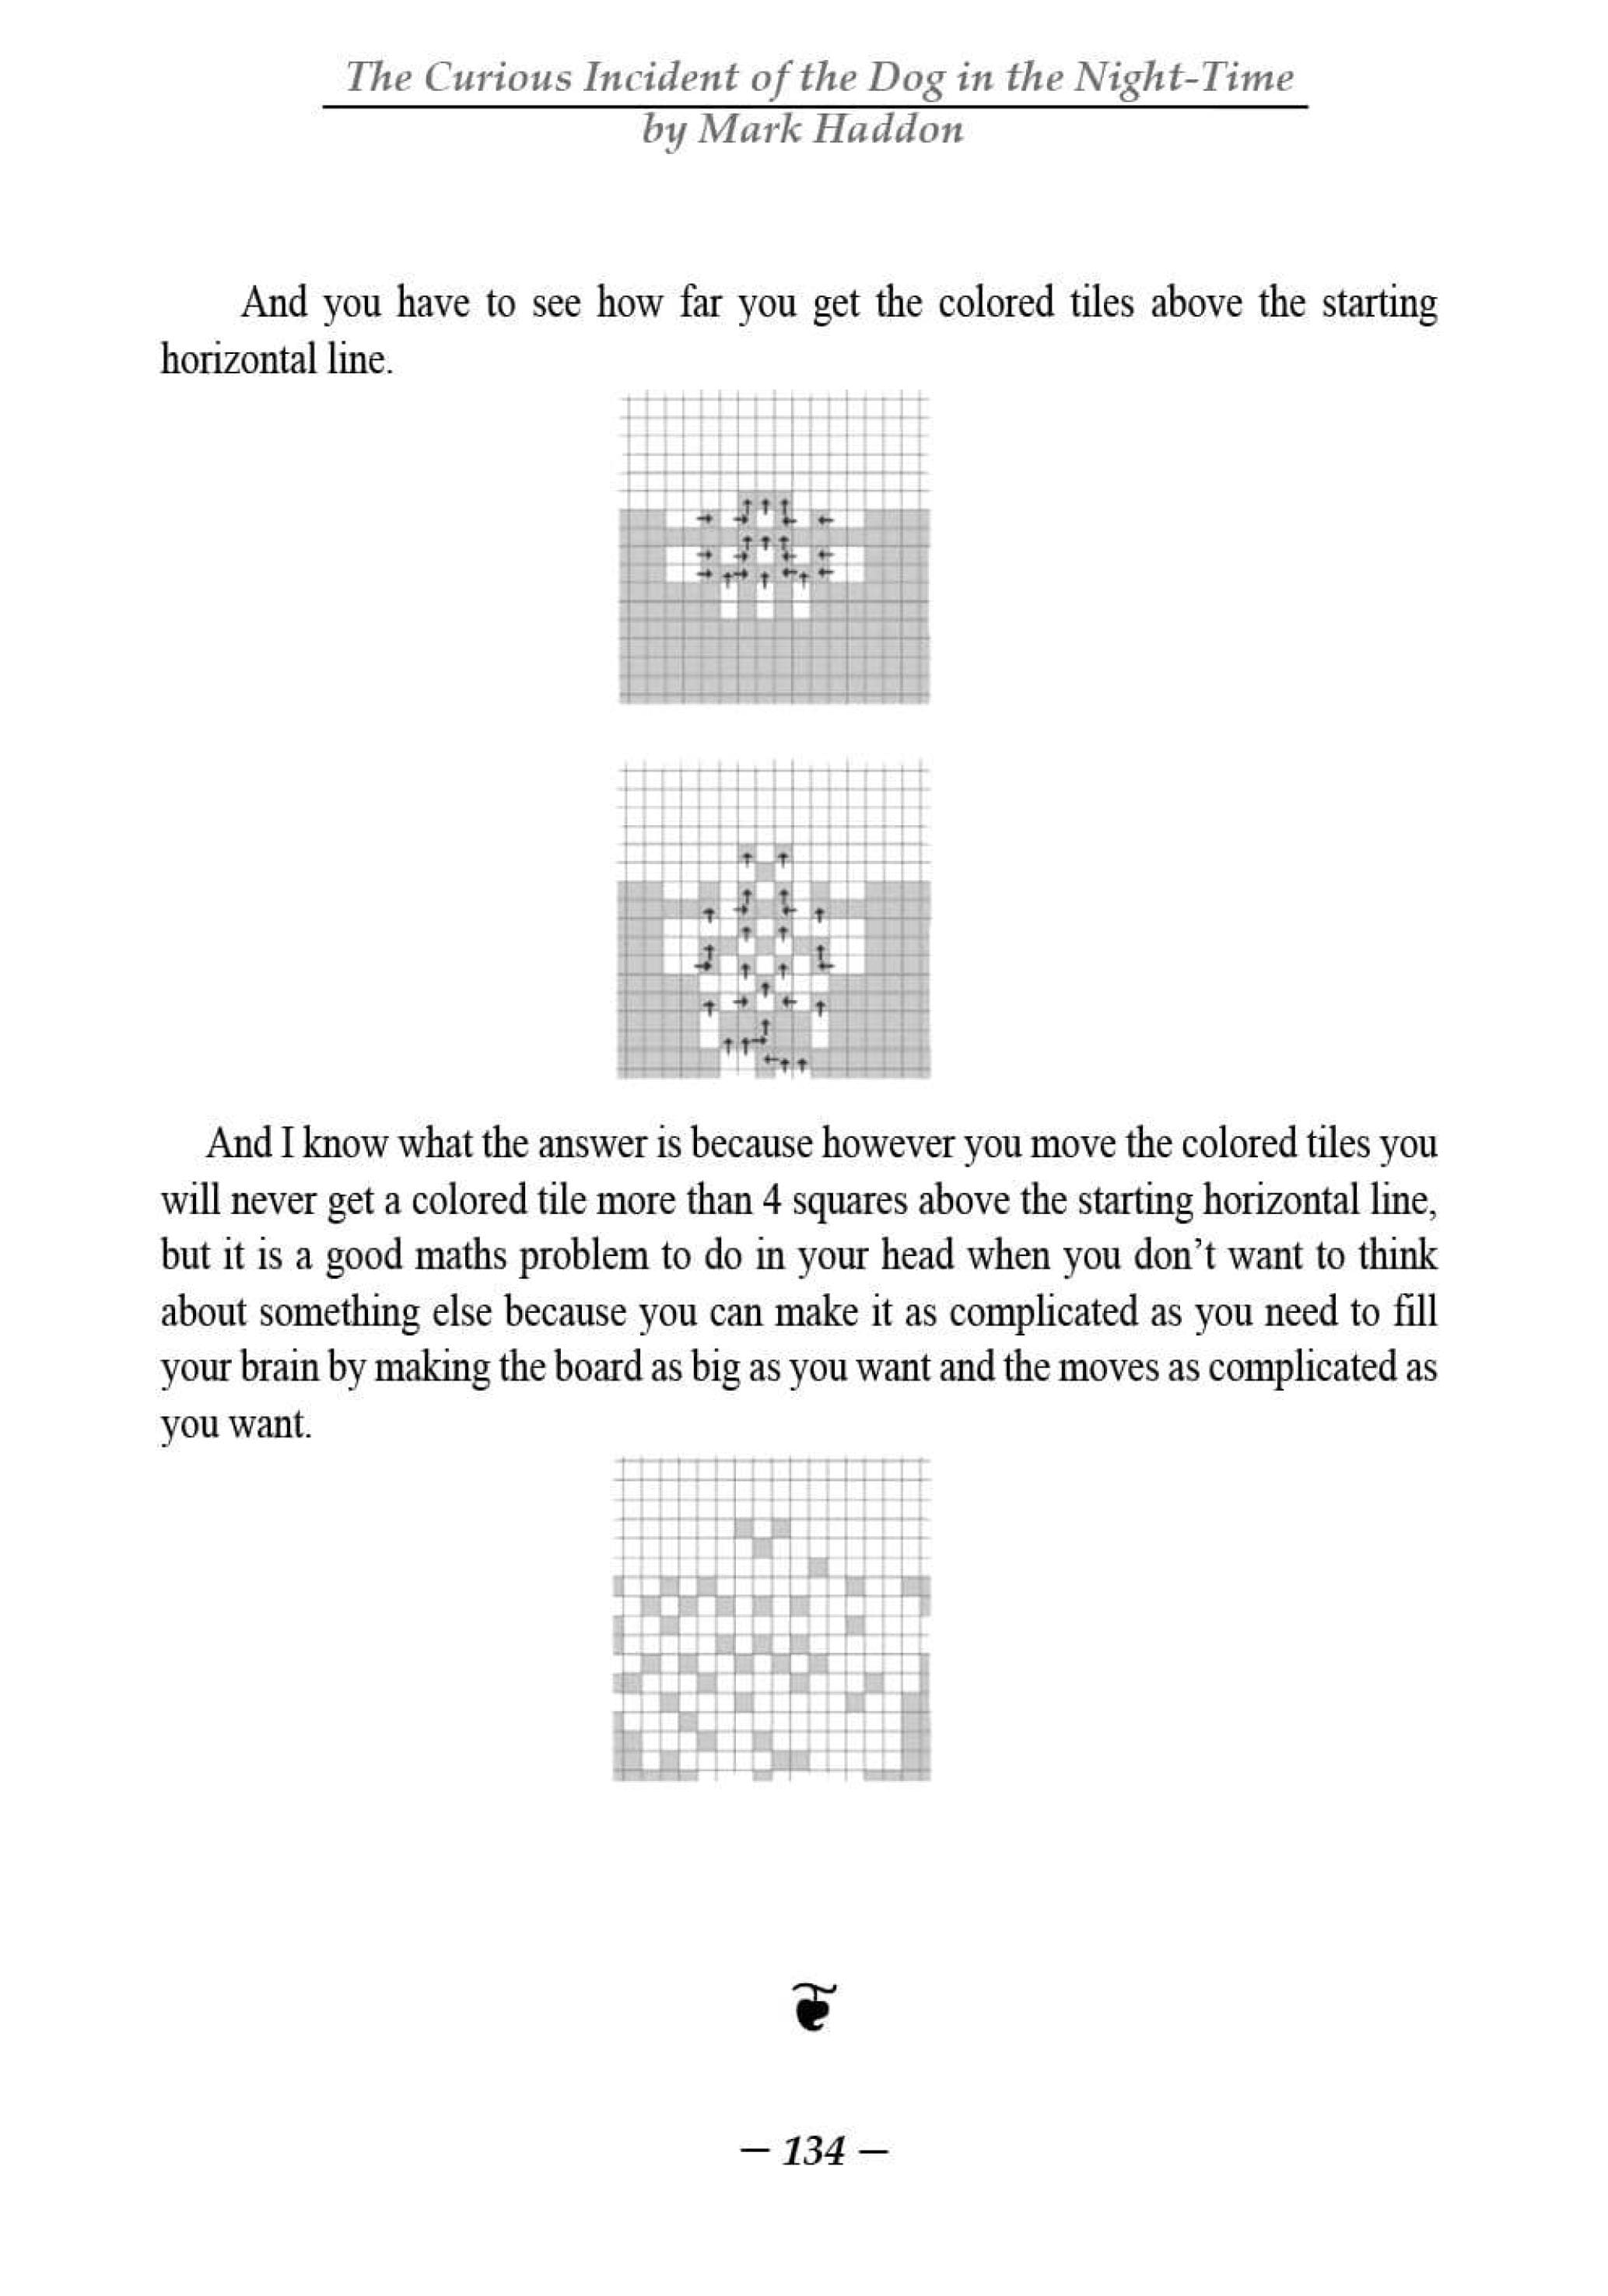 The Curious Incident of the Dog in the Night-Time
by Mark Haddon
And you have to see how far you get the colored tiles above the starting
horizontal line.
And I know what the answer is because however you move the colored tiles you
will never get a colored tile more than 4 squares above the starting horizontal line,
but it is a good maths problem to do in your head when you don’t want to think
about something else because you can make it as complicated as you need to fill
your brain by making the board as big as you want and the moves as complicated as
you want.
– 134 –